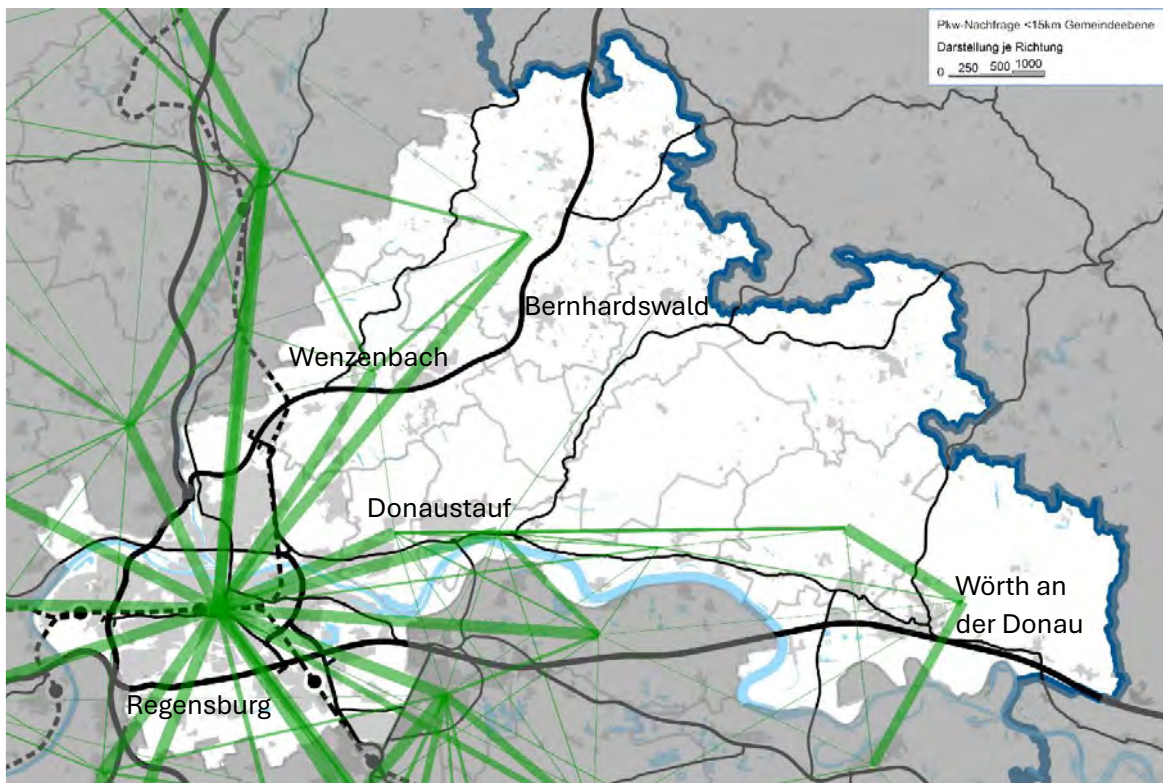 Pkw-Nachfrage <15km Gemeindeebene
Darstellung je Richtung
0 250 500 1000
Bernhardswald
Wenzenbach
Donaustauf
Wörth an
der Donau
Regensburg